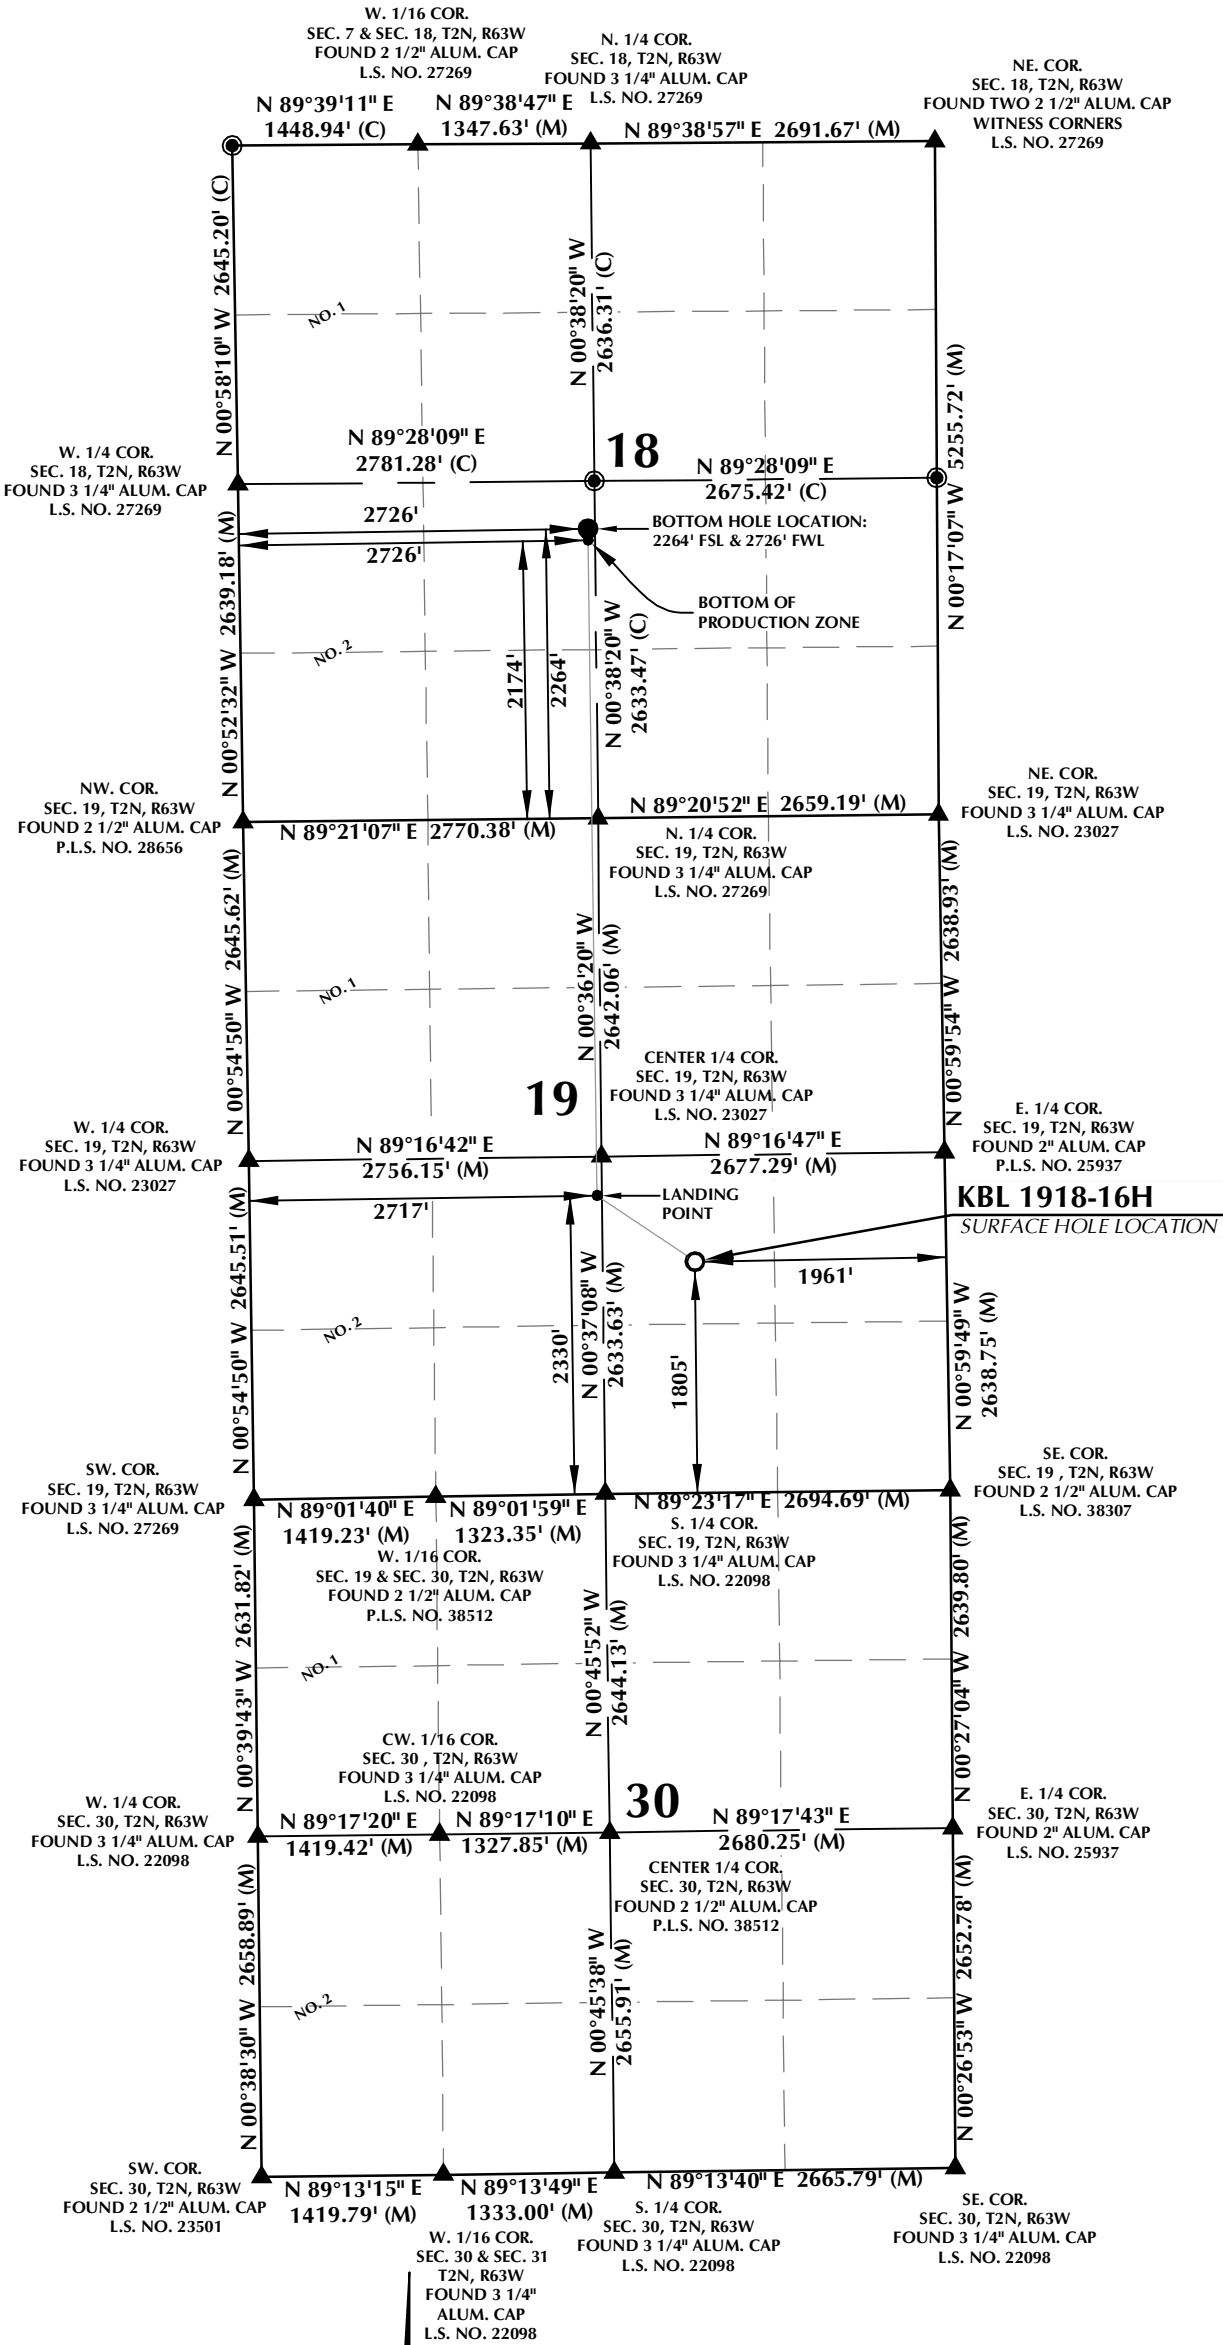 W. 1/16 COR.
SEC. 7 & SEC. 18, T2N, R63W
FOUND 2 1/2" ALUM. CAP
L.S. NO. 27269
N. 1/4 COR.
SEC. 18, T2N, R63W
FOUND 3 1/4" ALUM. CAP
L.S. NO. 27269
NE. COR.
SEC. 18, T2N, R63W
FOUND TWO 2 1/2" ALUM. CAP
WITNESS CORNERS
L.S. NO. 27269
N 89°39'11" E
1448.94' (C)
N 89°38'47" E
1347.63' (M)
N 89°38'57" E 2691.67' (M)
N 00°58'10" W 2645.20' (C)
N 00°38'20" W
2636.31' (C)
NO. 1
N 00°17'07" W 5255.72' (M)
W. 1/4 COR.
SEC. 18, T2N, R63W
FOUND 3 1/4" ALUM. CAP
L.S. NO. 27269
N 89°28'09" E
2781.28' (C)
18
N 89°28'09" E
2675.42' (C)
2726'
2726'
BOTTOM HOLE LOCATION:
2264' FSL & 2726' FWL
BOTTOM OF
PRODUCTION ZONE
N 00°52'32" W 2639.18' (M)
NO. 2
2174'
2264'
N 00°38'20" W
2633.47' (C)
NW. COR.
SEC. 19, T2N, R63W
FOUND 2 1/2" ALUM. CAP
P.L.S. NO. 28656
NE. COR.
SEC. 19, T2N, R63W
FOUND 3 1/4" ALUM. CAP
L.S. NO. 23027
N 89°21'07" E 2770.38' (M)
N 89°20'52" E 2659.19' (M)
N. 1/4 COR.
SEC. 19, T2N, R63W
FOUND 3 1/4" ALUM. CAP
L.S. NO. 27269
N 00°54'50" W 2645.62' (M)
NO. 1
N 00°36'20" W
2642.06' (M)
N 00°59'54" W 2638.93' (M)
19
CENTER 1/4 COR.
SEC. 19, T2N, R63W
FOUND 3 1/4" ALUM. CAP
L.S. NO. 23027
W. 1/4 COR.
SEC. 19, T2N, R63W
FOUND 3 1/4" ALUM. CAP
L.S. NO. 23027
E. 1/4 COR.
SEC. 19, T2N, R63W
FOUND 2" ALUM. CAP
P.L.S. NO. 25937
N 89°16'42" E
2756.15' (M)
N 89°16'47" E
2677.29' (M)
2717'
LANDING
POINT
KBL 1918-16H
SURFACE HOLE LOCATION
1961'
N 00°54'50" W 2645.51' (M)
NO. 2
2330'
N 00°37'08" W
2633.63' (M)
1805'
N 00°59'49" W
2638.75' (M)
SW. COR.
SEC. 19, T2N, R63W
FOUND 3 1/4" ALUM. CAP
L.S. NO. 27269
SE. COR.
SEC. 19 , T2N, R63W
FOUND 2 1/2" ALUM. CAP
L.S. NO. 38307
N 89°01'40" E
1419.23' (M)
N 89°01'59" E
1323.35' (M)
N 89°23'17" E 2694.69' (M)
W. 1/16 COR.
SEC. 19 & SEC. 30, T2N, R63W
FOUND 2 1/2" ALUM. CAP
P.L.S. NO. 38512
S. 1/4 COR.
SEC. 19, T2N, R63W
FOUND 3 1/4" ALUM. CAP
L.S. NO. 22098
N 00°39'43" W 2631.82' (M)
NO. 1
N 00°45'52" W
2644.13' (M)
N 00°27'04" W 2639.80' (M)
CW. 1/16 COR.
SEC. 30 , T2N, R63W
FOUND 3 1/4" ALUM. CAP
L.S. NO. 22098
30
W. 1/4 COR.
SEC. 30, T2N, R63W
FOUND 3 1/4" ALUM. CAP
L.S. NO. 22098
E. 1/4 COR.
SEC. 30, T2N, R63W
FOUND 2" ALUM. CAP
L.S. NO. 25937
N 89°17'20" E
1419.42' (M)
N 89°17'10" E
1327.85' (M)
N 89°17'43" E
2680.25' (M)
CENTER 1/4 COR.
SEC. 30, T2N, R63W
FOUND 2 1/2" ALUM. CAP
P.L.S. NO. 38512
N 00°38'30" W 2658.89' (M)
NO. 2
N 00°45'38" W
2655.91' (M)
N 00°26'53" W 2652.78' (M)
SW. COR.
SEC. 30, T2N, R63W
FOUND 2 1/2" ALUM. CAP
L.S. NO. 23501
N 89°13'15" E
1419.79' (M)
N 89°13'49" E
1333.00' (M)
N 89°13'40" E 2665.79' (M)
W. 1/16 COR.
SEC. 30 & SEC. 31
T2N, R63W
FOUND 3 1/4"
ALUM. CAP
L.S. NO. 22098
S. 1/4 COR.
SEC. 30, T2N, R63W
FOUND 3 1/4" ALUM. CAP
L.S. NO. 22098
SE. COR.
SEC. 30, T2N, R63W
FOUND 3 1/4" ALUM. CAP
L.S. NO. 22098